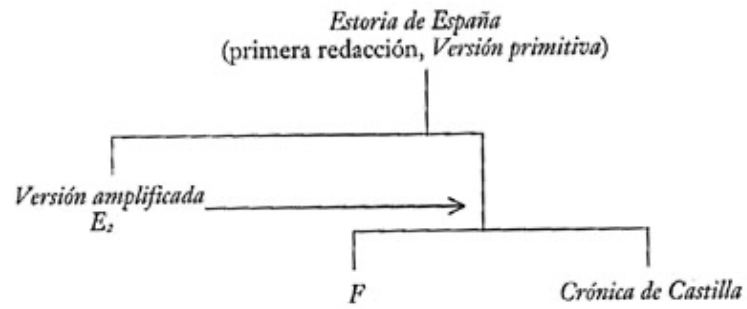 Estoria de España
(primera redacción, Versión primitiva)
Versión amplificada
E₂
F
Crónica de Castilla